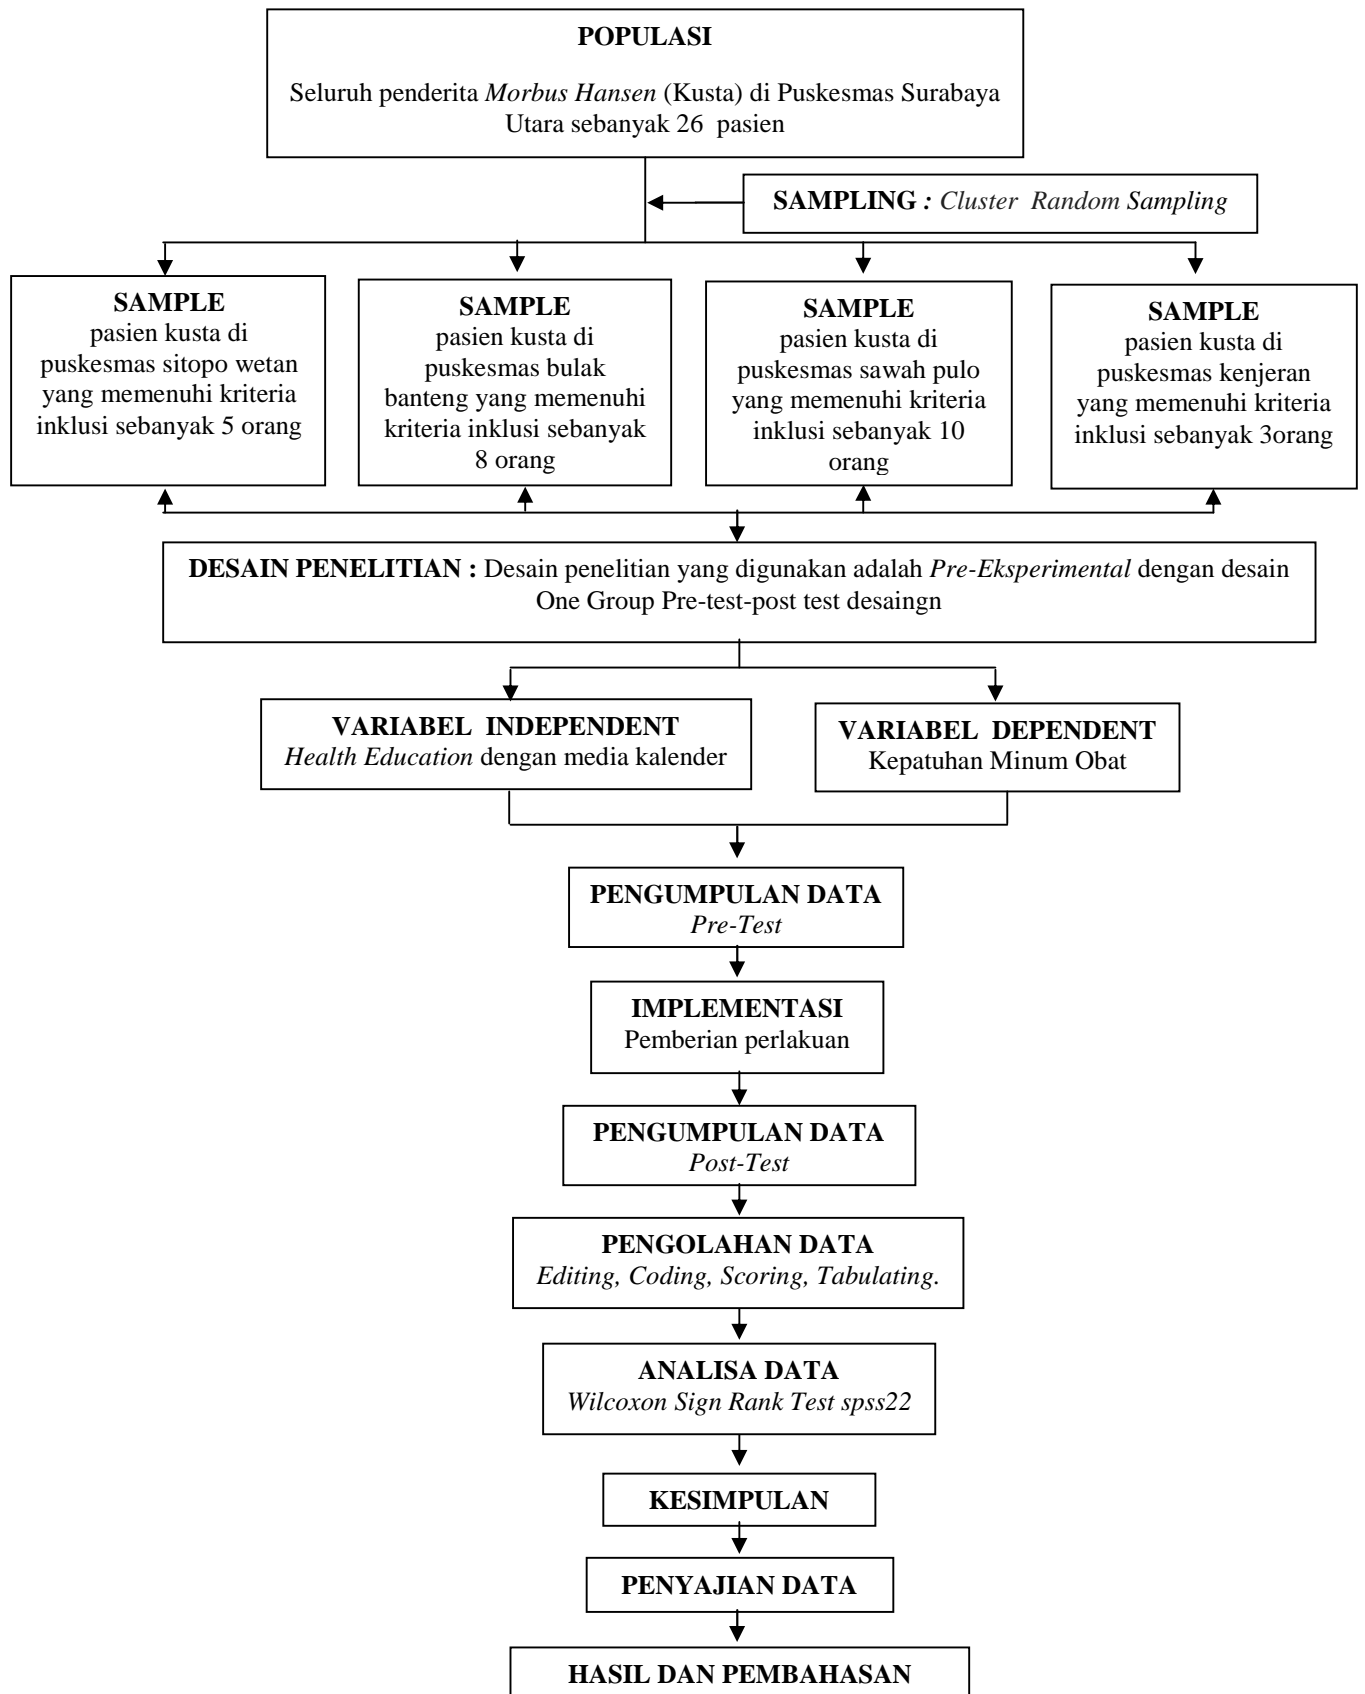 POPULASI
Seluruh penderita Morbus Hansen (Kusta) di Puskesmas Surabaya
Utara sebanyak 26 pasien
SAMPLING : Cluster Random Sampling
SAMPLE
pasien kusta di
puskesmas sitopo wetan
yang memenuhi kriteria
inklusi sebanyak 5 orang
SAMPLE
pasien kusta di
puskesmas bulak
banteng yang memenuhi
kriteria inklusi sebanyak
8 orang
SAMPLE
pasien kusta di
puskesmas sawah pulo
yang memenuhi kriteria
inklusi sebanyak 10
orang
SAMPLE
pasien kusta di
puskesmas kenjeran
yang memenuhi kriteria
inklusi sebanyak 3orang
DESAIN PENELITIAN : Desain penelitian yang digunakan adalah Pre-Eksperimental dengan desain
One Group Pre-test-post test desaingn
VARIABEL INDEPENDENT
Health Education dengan media kalender
VARIABEL DEPENDENT
Kepatuhan Minum Obat
PENGUMPULAN DATA
Pre-Test
IMPLEMENTASI
Pemberian perlakuan
PENGUMPULAN DATA
Post-Test
PENGOLAHAN DATA
Editing, Coding, Scoring, Tabulating.
ANALISA DATA
Wilcoxon Sign Rank Test spss22
KESIMPULAN
PENYAJIAN DATA
HASIL DAN PEMBAHASAN